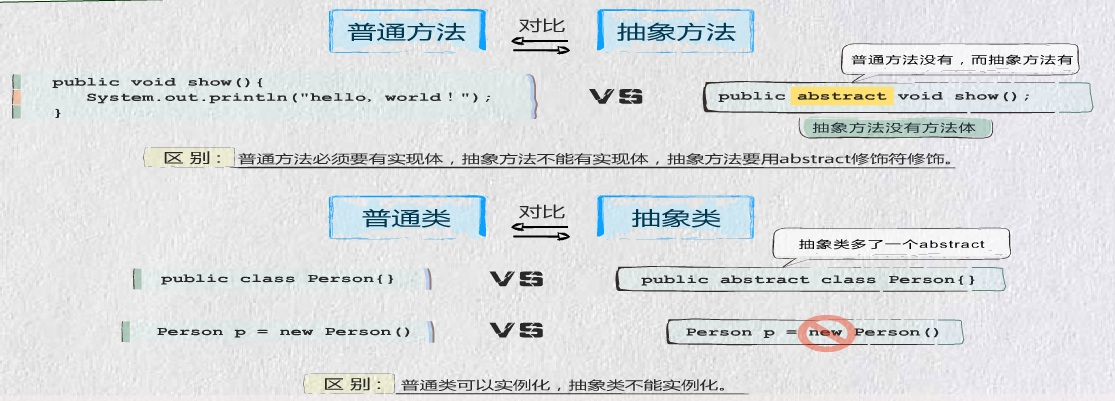 普通方法 对比 抽象方法
普通方法没有，而抽象方法有
public void show(){
System.out.println("hello, world！");
}
VS
public abstract void show();
抽象方法没有方法体
区 别： 普通方法必须要有实现体，抽象方法不能有实现体，抽象方法要用abstract修饰符修饰。
普通类 对比 抽象类
抽象类多了一个abstract
public class Person{} VS public abstract class Person{}
Person p = new Person() VS Person p = new Person()
区 别： 普通类可以实例化，抽象类不能实例化。